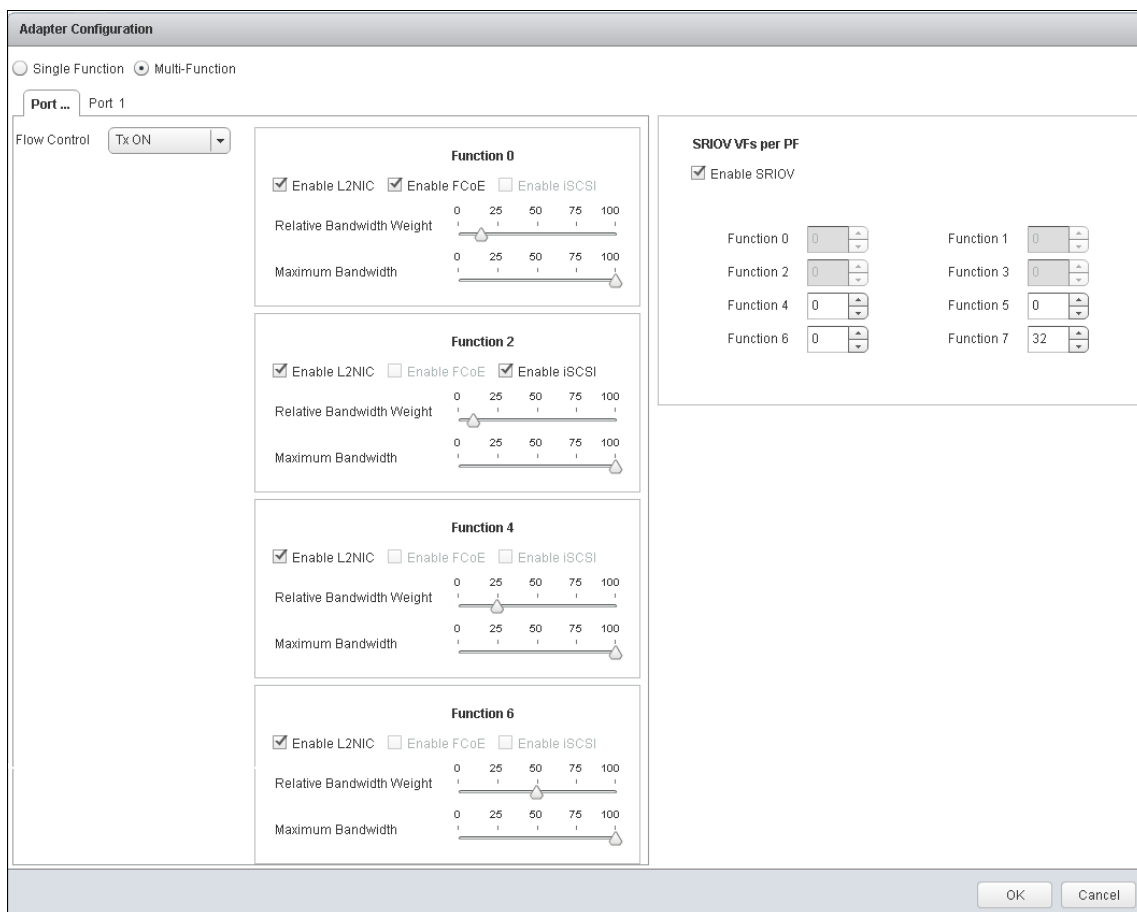 Adapter Configuration
Single Function Multi-Function
Port ... Port 1
Flow Control Tx ON
Function 0
Enable L2NIC Enable FCoE Enable iSCSI
0 25 50 75 100
Relative Bandwidth Weight
0 25 50 75 100
Maximum Bandwidth
Function 2
Enable L2NIC Enable FCoE Enable iSCSI
0 25 50 75 100
Relative Bandwidth Weight
0 25 50 75 100
Maximum Bandwidth
Function 4
Enable L2NIC Enable FCoE Enable iSCSI
0 25 50 75 100
Relative Bandwidth Weight
0 25 50 75 100
Maximum Bandwidth
Function 6
Enable L2NIC Enable FCoE Enable iSCSI
0 25 50 75 100
Relative Bandwidth Weight
0 25 50 75 100
Maximum Bandwidth
SRIOV VFs per PF
Enable SRIOV
Function 0 0 Function 1 0
Function 2 0 Function 3 0
Function 4 0 Function 5 0
Function 6 0 Function 7 32
OK Cancel